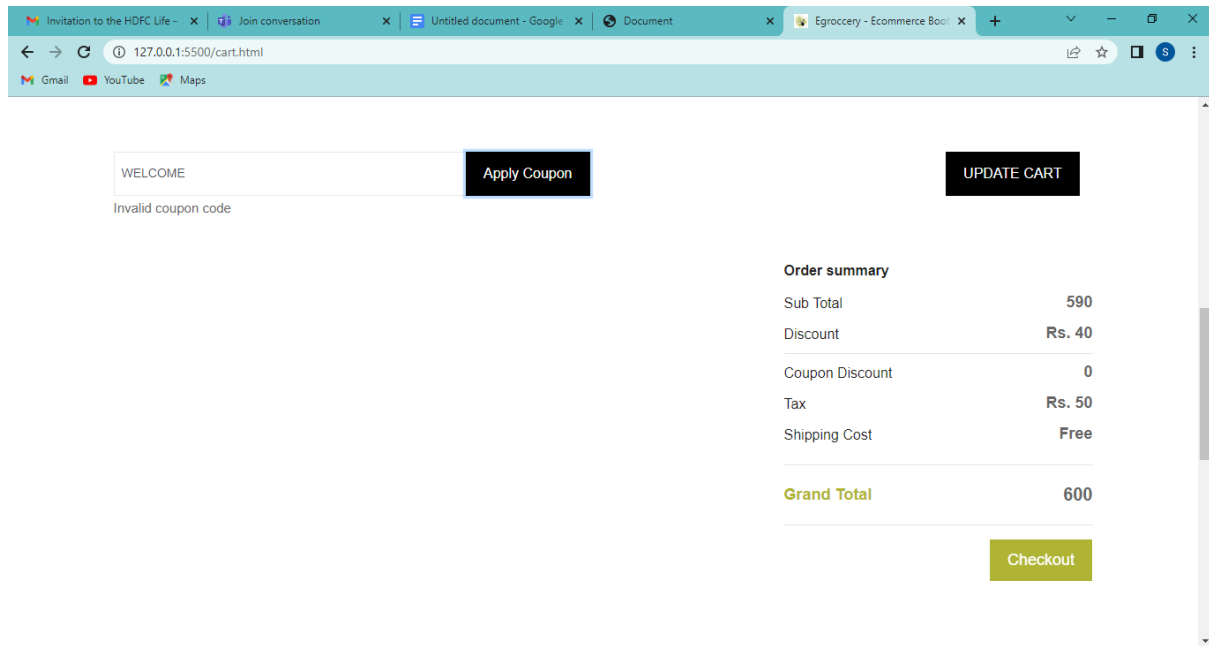 Invitation to the HDFC Life –
Join conversation
Untitled document - Google
Document
Egroccery - Ecommerce Boot
127.0.0.1:5500/cart.html
S
Gmail YouTube Maps
WELCOME Apply Coupon UPDATE CART
Invalid coupon code
Order summary
Sub Total 590
Discount Rs. 40
Coupon Discount 0
Tax Rs. 50
Shipping Cost Free
Grand Total 600
Checkout